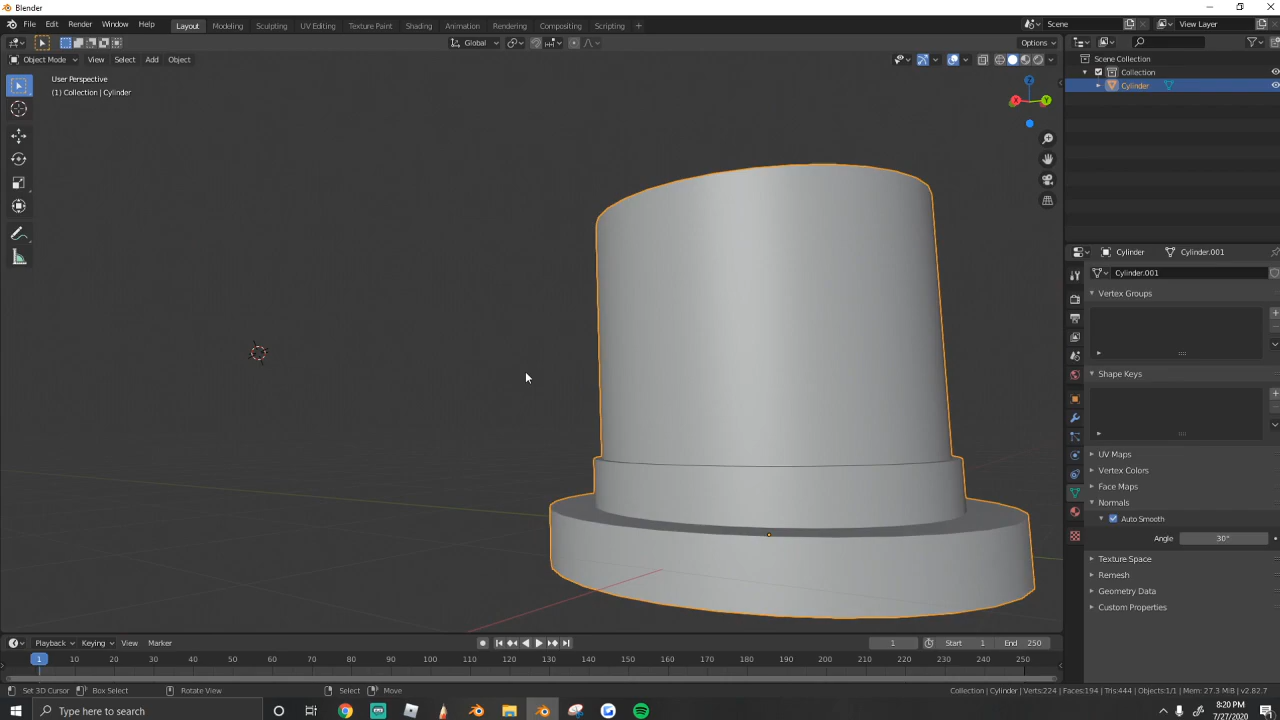 Blender
File Edit Render Window Help
Layout Modeling Sculpting UV Editing Texture Paint Shading Animation Rendering Compositing Scripting +
Scene
View Layer
Global
Options
Object Mode View Select Add Object
User Perspective
(1) Collection | Cylinder
X
Y
Z
Scene Collection
Collection
Cylinder
Cylinder
Cylinder.001
Cylinder.001
Vertex Groups
Shape Keys
UV Maps
Vertex Colors
Face Maps
Normals
Auto Smooth
Angle 30°
Texture Space
Remesh
Geometry Data
Custom Properties
Playback Keying View Marker
1
Start 1
End 250
1 10 20 30 40 50 60 70 80 90 100 110 120 130 140 150 160 170 180 190 200 210 220 230 240 250
Set 3D Cursor Box Select Rotate View Select Move
Collection | Cylinder | Verts:224 | Faces:194 | Tris:444 | Objects:1/1 | Mem: 27.3 MiB | v2.82.7
Type here to search
8:20 PM
7/27/2020